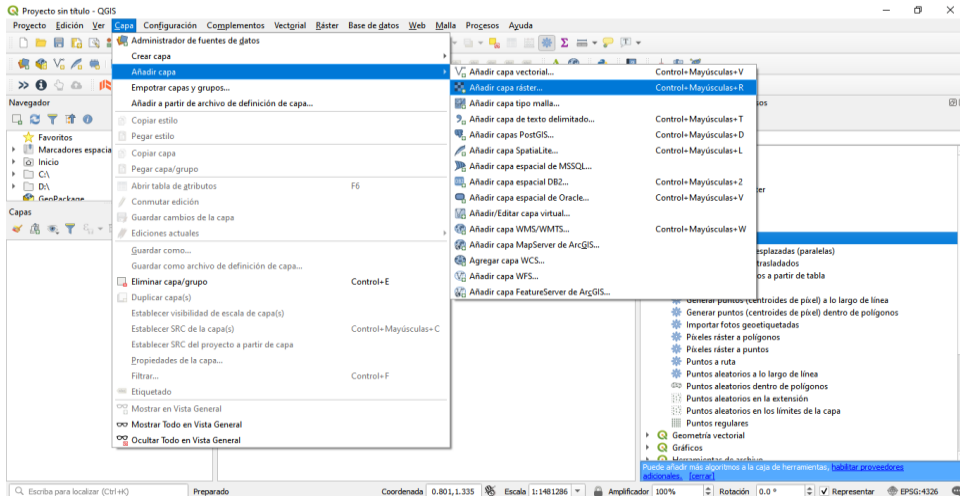 Proyecto sin título - QGIS
Proyecto Edición Ver Capa Configuración Complementos Vectorial Ráster Base de datos Web Malla Procesos Ayuda
Administrador de fuentes de datos
Crear capa
Añadir capa
Empotrar capas y grupos...
Añadir a partir de archivo de definición de capa...
Copiar estilo
Pegar estilo
Copiar capa
Pegar capa/grupo
Abrir tabla de atributos F6
Conmutar edición
Guardar cambios de la capa
Ediciones actuales
Guardar como...
Guardar como archivo de definición de capa...
Eliminar capa/grupo Control+E
Duplicar capa(s)
Establecer visibilidad de escala de capa(s)
Establecer SRC de la capa(s) Control+Mayúsculas+C
Establecer SRC del proyecto a partir de capa
Propiedades de la capa...
Filtrar... Control+F
Etiquetado
Mostrar en Vista General
Mostrar Todo en Vista General
Ocultar Todo en Vista General
Añadir capa vectorial... Control+Mayúsculas+V
Añadir capa ráster... Control+Mayúsculas+R
Añadir capa tipo malla...
Añadir capa de texto delimitado... Control+Mayúsculas+T
Añadir capas PostGIS... Control+Mayúsculas+D
Añadir capa SpatiaLite... Control+Mayúsculas+L
Añadir capa espacial de MSSQL...
Añadir capa espacial DB2... Control+Mayúsculas+2
Añadir capa espacial de Oracle... Control+Mayúsculas+V
Añadir/Editar capa virtual...
Añadir capa WMS/WMTS... Control+Mayúsculas+W
Añadir capa MapServer de ArcGIS...
Agregar capa WCS...
Añadir capa WFS...
Añadir capa FeatureServer de ArcGIS...
Navegador
Favoritos
Marcadores espacia
Inicio
C:\
D:\
GeoPackage
Capas
os
ter
esplazadas (paralelas)
trasladados
os a partir de tabla
Generar puntos (centroides de píxel) a lo largo de línea
Generar puntos (centroides de píxel) dentro de polígonos
Importar fotos geoetiquetadas
Píxeles ráster a polígonos
Píxeles ráster a puntos
Puntos a ruta
Puntos aleatorios a lo largo de línea
Puntos aleatorios dentro de polígonos
Puntos aleatorios en la extensión
Puntos aleatorios en los límites de la capa
Puntos regulares
Geometría vectorial
Gráficos
Herramientas de archivo
Puede añadir más algoritmos a la caja de herramientas, habilitar proveedores
adicionales. [cerrar]
Escriba para localizar (Ctrl+K) Preparado Coordenada 0.801,1.335 Escala 1:1481286 Amplificador 100% Rotación 0.0 ° Representar EPSG:4326